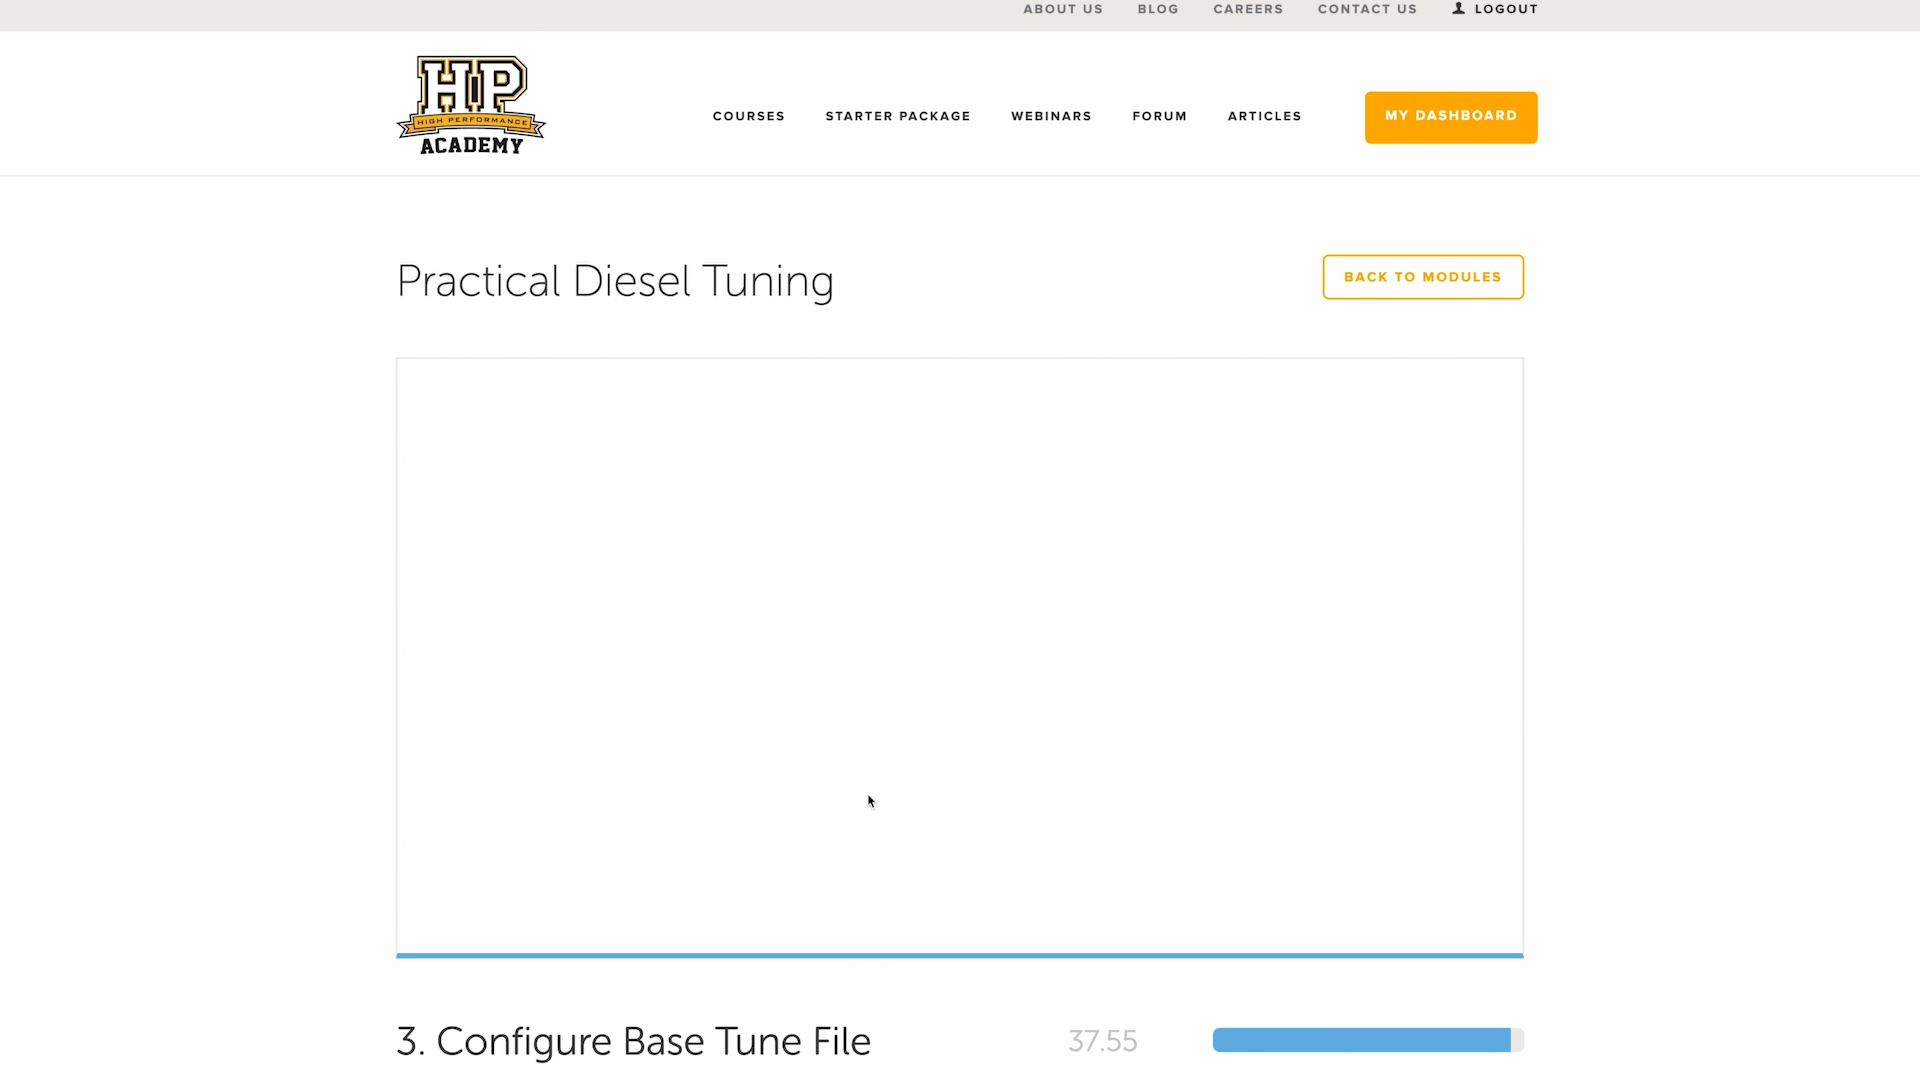 ABOUT US BLOG CAREERS CONTACT US LOGOUT
HP
HIGH PERFORMANCE
ACADEMY
COURSES STARTER PACKAGE WEBINARS FORUM ARTICLES MY DASHBOARD
Practical Diesel Tuning BACK TO MODULES
3. Configure Base Tune File 37.55